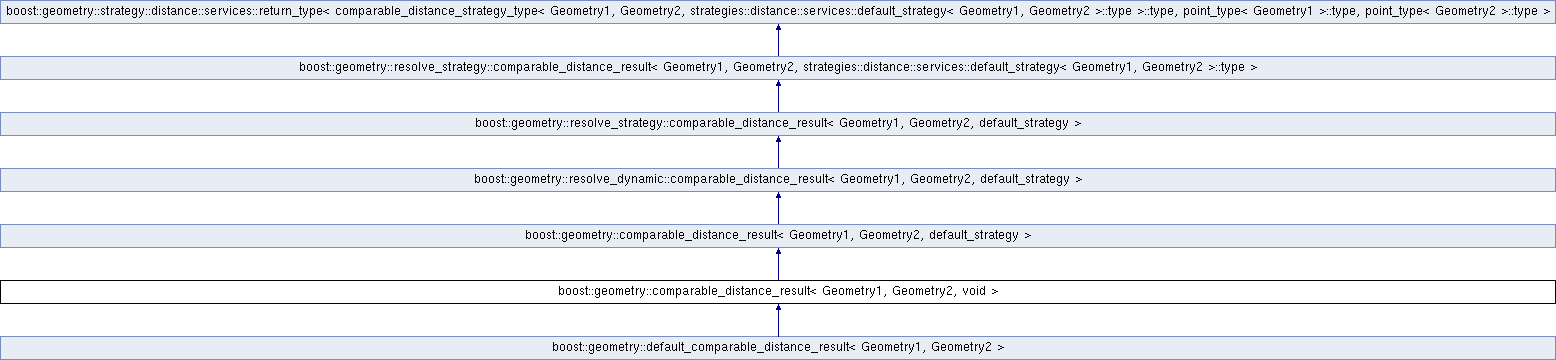 boost::geometry::strategy::distance::services::return_type< comparable_distance_strategy_type< Geometry1, Geometry2, strategies::distance::services::default_strategy< Geometry1, Geometry2 >::type >::type, point_type< Geometry1 >::type, point_type< Geometry2 >::type >
boost::geometry::resolve_strategy::comparable_distance_result< Geometry1, Geometry2, strategies::distance::services::default_strategy< Geometry1, Geometry2 >::type >
boost::geometry::resolve_strategy::comparable_distance_result< Geometry1, Geometry2, default_strategy >
boost::geometry::resolve_dynamic::comparable_distance_result< Geometry1, Geometry2, default_strategy >
boost::geometry::comparable_distance_result< Geometry1, Geometry2, default_strategy >
boost::geometry::comparable_distance_result< Geometry1, Geometry2, void >
boost::geometry::default_comparable_distance_result< Geometry1, Geometry2 >